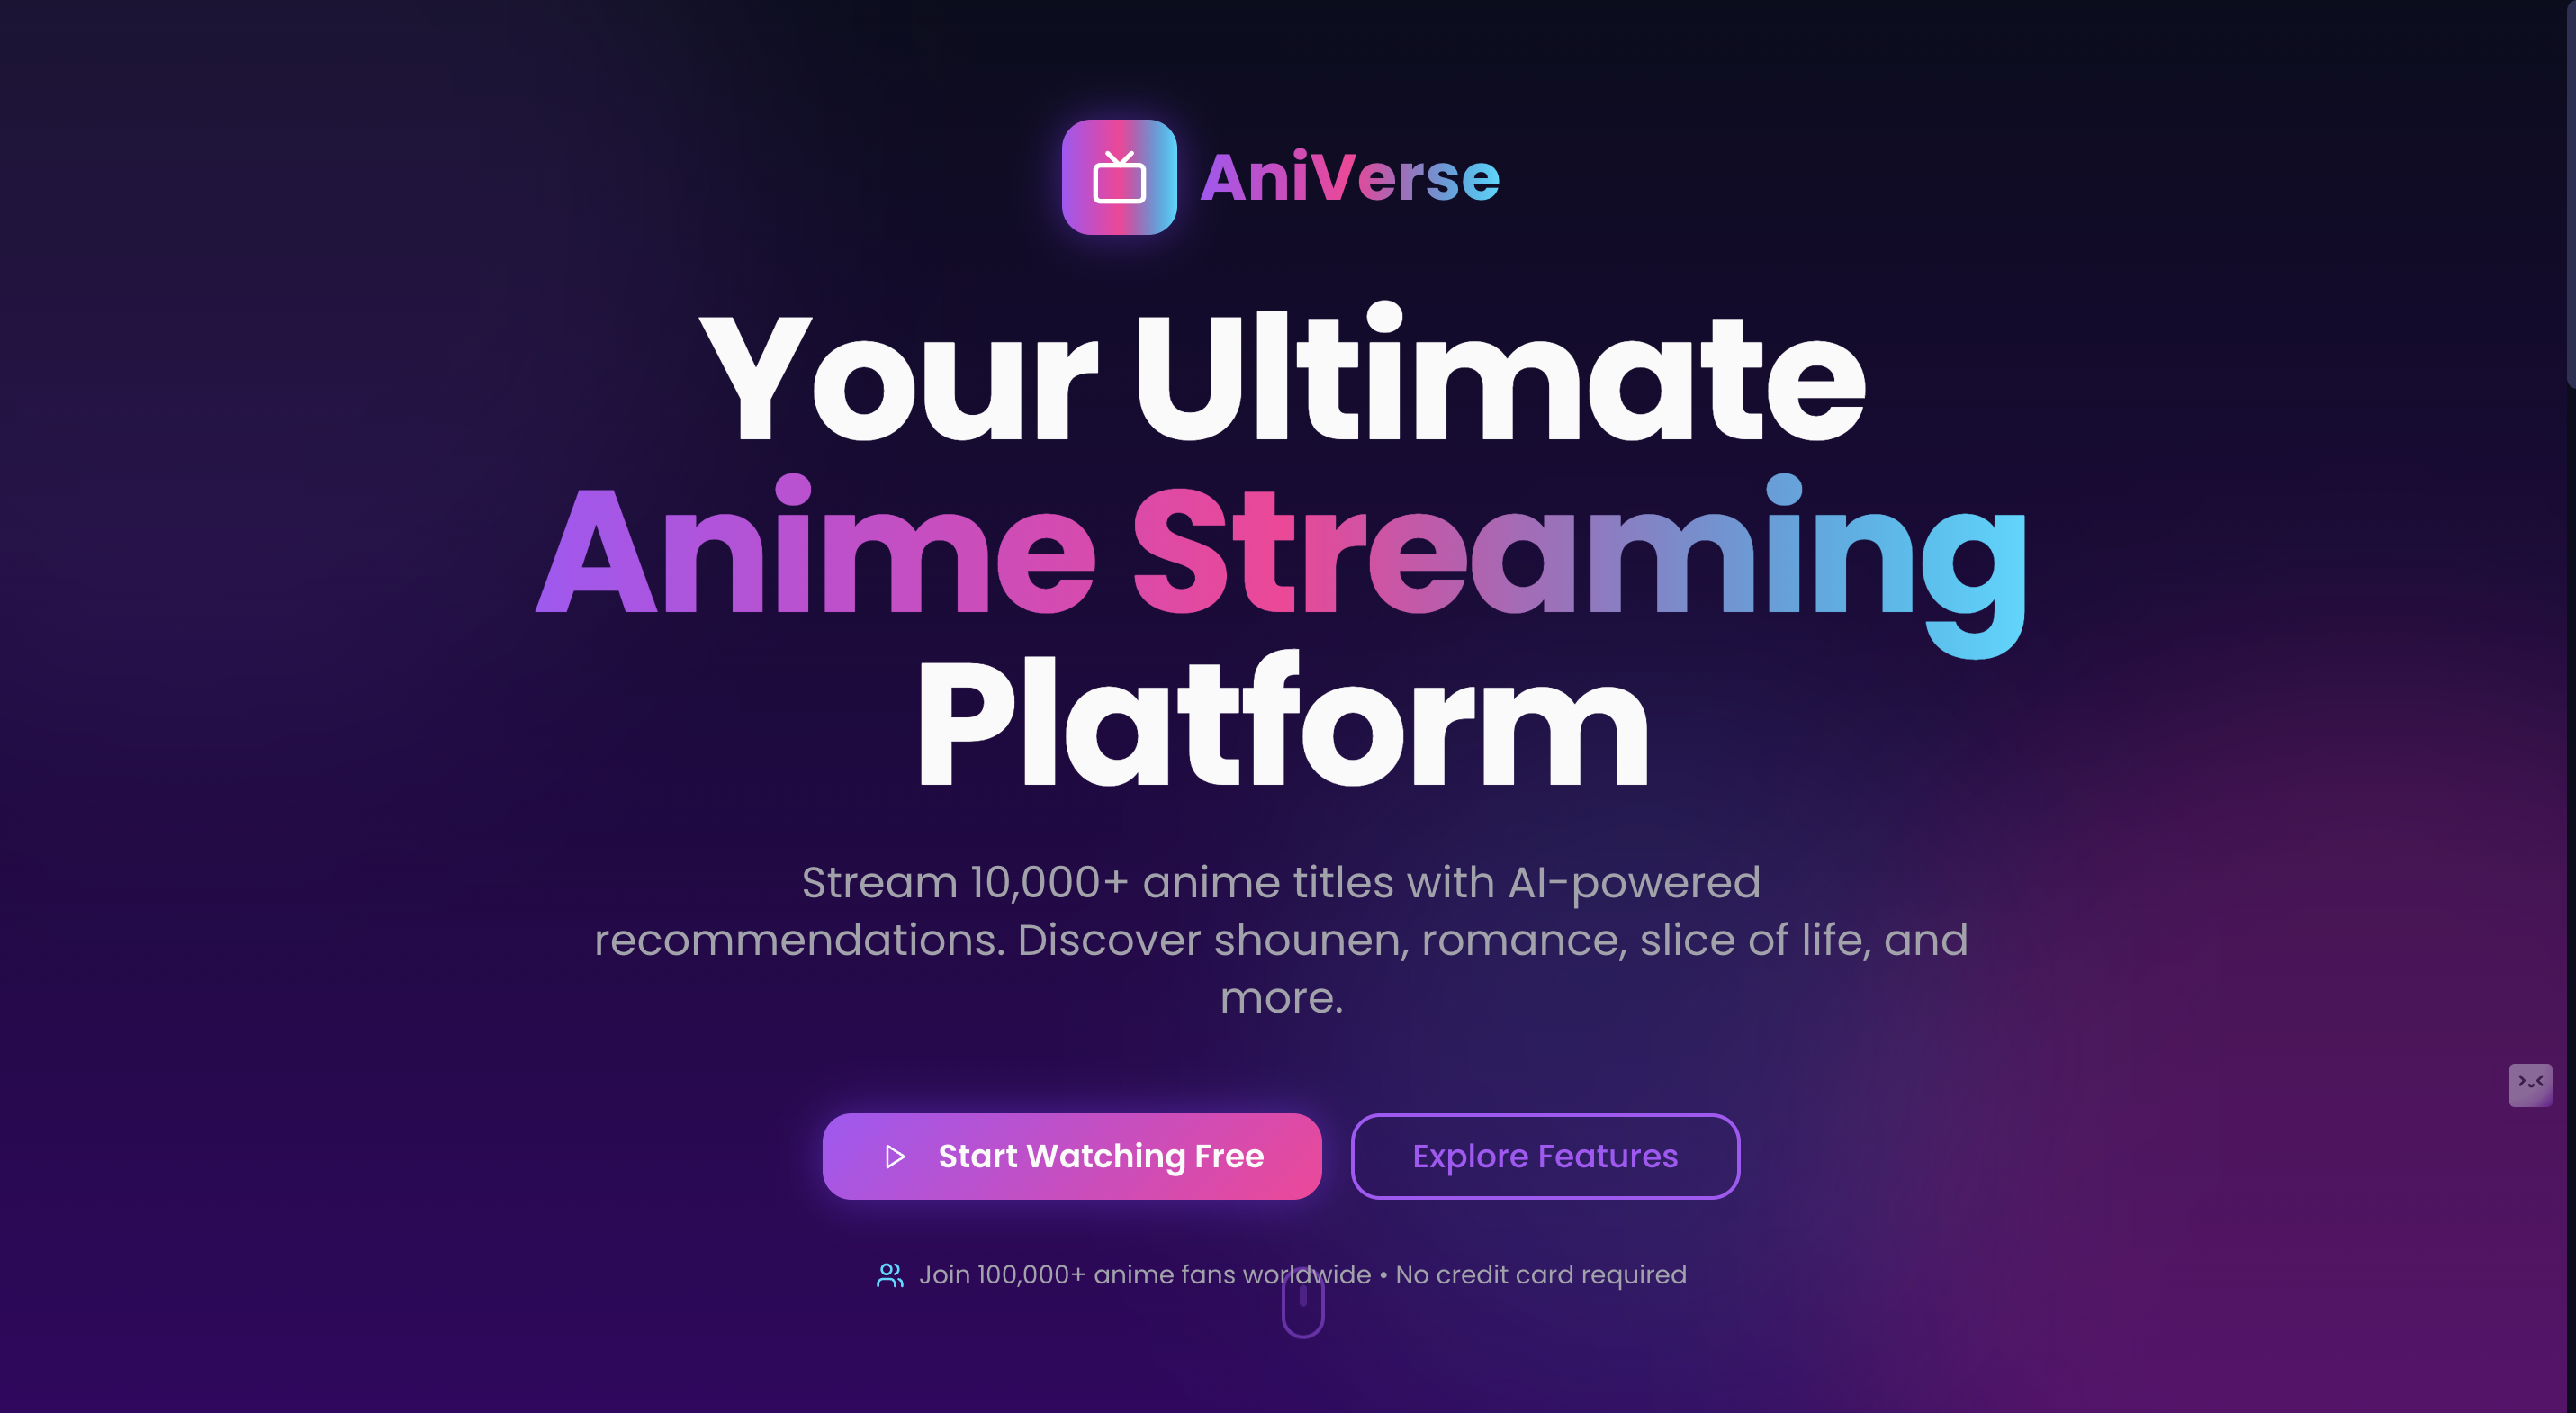 AniVerse
Your Ultimate
Anime Streaming
Platform
Stream 10,000+ anime titles with AI-powered
recommendations. Discover shounen, romance, slice of life, and
more.
Start Watching Free
Explore Features
Join 100,000+ anime fans worldwide • No credit card required